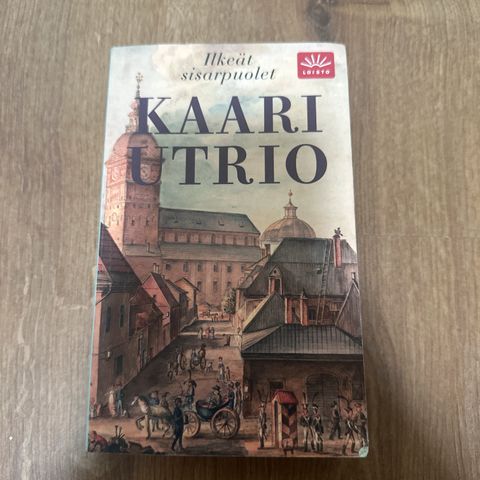 Ilkeät
sisarpuolet
LOISTO
KAARI
UTRIO